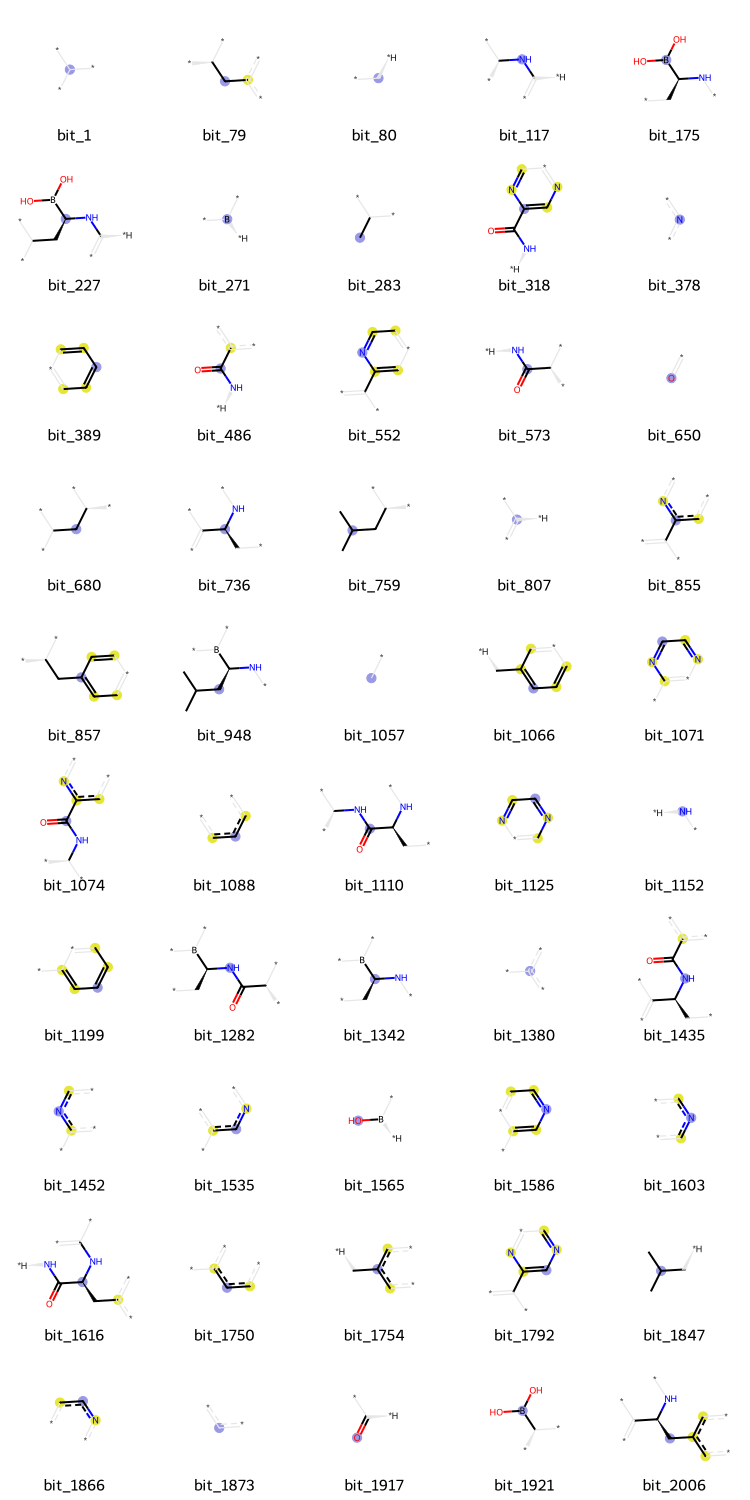 bit_1 bit_79 bit_80 bit_117 bit_175
bit_227 bit_271 bit_283 bit_318 bit_378
bit_389 bit_486 bit_552 bit_573 bit_650
bit_680 bit_736 bit_759 bit_807 bit_855
bit_857 bit_948 bit_1057 bit_1066 bit_1071
bit_1074 bit_1088 bit_1110 bit_1125 bit_1152
bit_1199 bit_1282 bit_1342 bit_1380 bit_1435
bit_1452 bit_1535 bit_1565 bit_1586 bit_1603
bit_1616 bit_1750 bit_1754 bit_1792 bit_1847
bit_1866 bit_1873 bit_1917 bit_1921 bit_2006